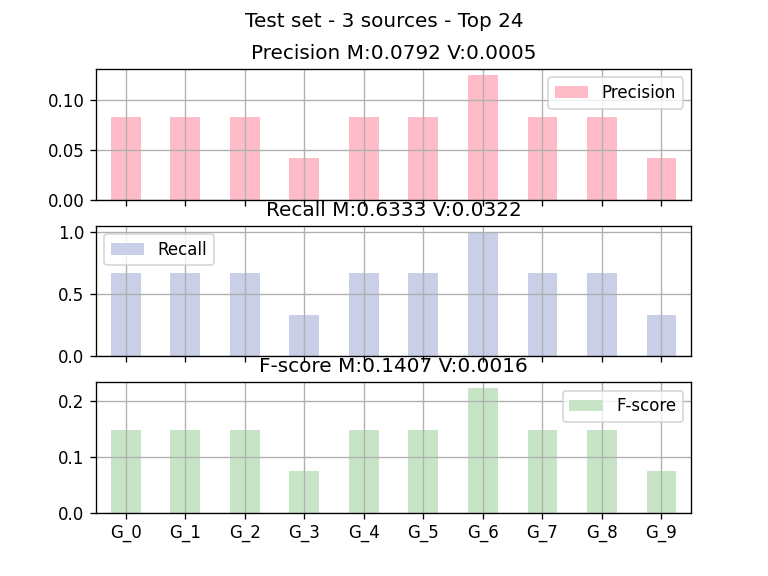 Test set - 3 sources - Top 24
Precision M:0.0792 V:0.0005
0.10
0.05
0.00
Precision
Recall M:0.6333 V:0.0322
1.0
0.5
0.0
Recall
F-score M:0.1407 V:0.0016
0.2
0.1
0.0
F-score
G_0 G_1 G_2 G_3 G_4 G_5 G_6 G_7 G_8 G_9